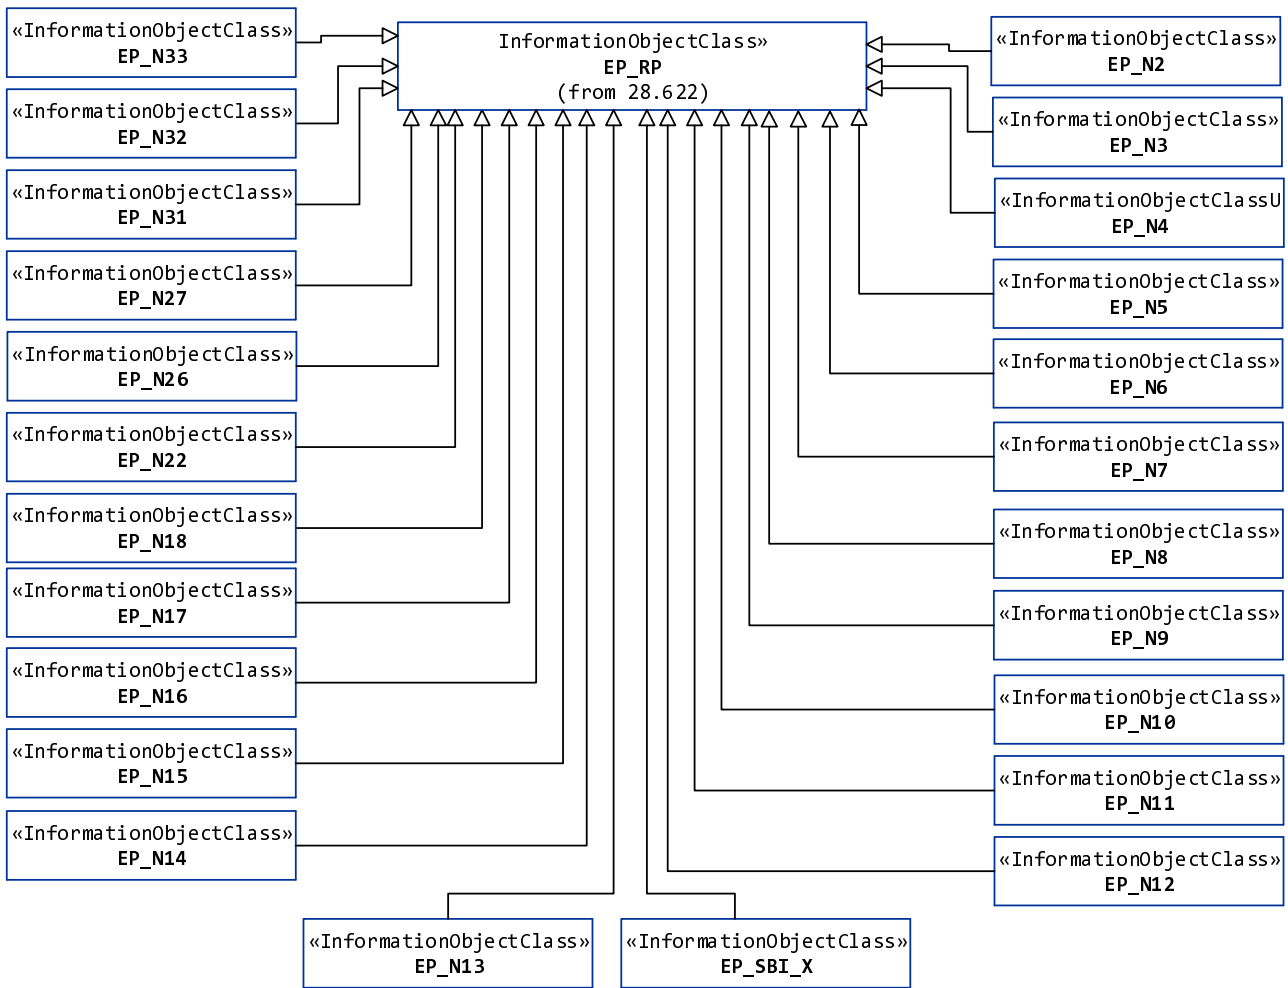 «InformationObjectClass»
EP_N33
«InformationObjectClass»
EP_N32
«InformationObjectClass»
EP_N31
«InformationObjectClass»
EP_N27
«InformationObjectClass»
EP_N26
«InformationObjectClass»
EP_N22
«InformationObjectClass»
EP_N18
«InformationObjectClass»
EP_N17
«InformationObjectClass»
EP_N16
«InformationObjectClass»
EP_N15
«InformationObjectClass»
EP_N14
InformationObjectClass»
EP_RP
(from 28.622)
«InformationObjectClass»
EP_N13
«InformationObjectClass»
EP_SBI_X
«InformationObjectClass»
EP_N2
«InformationObjectClass»
EP_N3
«InformationObjectClassU
EP_N4
«InformationObjectClass»
EP_N5
«InformationObjectClass»
EP_N6
«InformationObjectClass»
EP_N7
«InformationObjectClass»
EP_N8
«InformationObjectClass»
EP_N9
«InformationObjectClass»
EP_N10
«InformationObjectClass»
EP_N11
«InformationObjectClass»
EP_N12